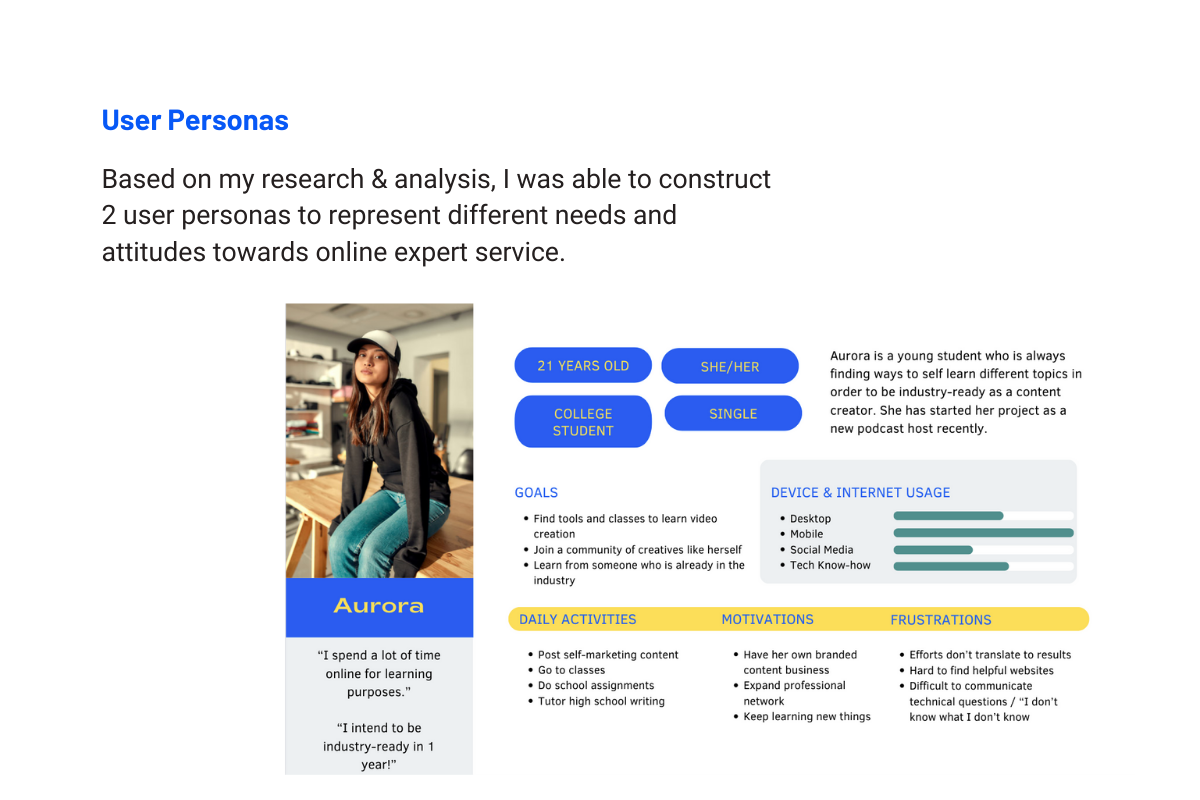 User Personas
Based on my research & analysis, I was able to construct
2 user personas to represent different needs and
attitudes towards online expert service.
21 YEARS OLD
SHE/HER
COLLEGE
STUDENT
SINGLE
Aurora is a young student who is always
finding ways to self learn different topics in
order to be industry-ready as a content
creator. She has started her project as a
new podcast host recently.
GOALS
• Find tools and classes to learn video
creation
• Join a community of creatives like herself
• Learn from someone who is already in the
industry
DEVICE & INTERNET USAGE
• Desktop
• Mobile
• Social Media
• Tech Know-how
Aurora
“I spend a lot of time
online for learning
purposes.”
“I intend to be
industry-ready in 1
year!”
DAILY ACTIVITIES
• Post self-marketing content
• Go to classes
• Do school assignments
• Tutor high school writing
MOTIVATIONS
• Have her own branded
content business
• Expand professional
network
• Keep learning new things
FRUSTRATIONS
• Efforts don’t translate to results
• Hard to find helpful websites
• Difficult to communicate
technical questions / “I don’t
know what I don’t know